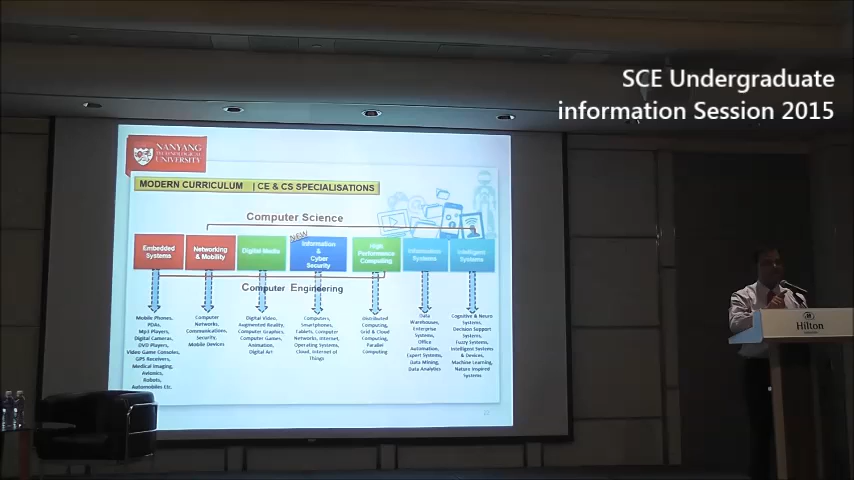 SCE Undergraduate
information Session 2015
NANYANG
TECHNOLOGICAL
UNIVERSITY
MODERN CURRICULUM | CE & CS SPECIALISATIONS
Computer Science
NEW
Embedded
Systems
Networking
& Mobility
Digital Media
Information
&
Cyber
Security
High
Performance
Computing
Information
Systems
Intelligent
Systems
Computer Engineering
Mobile Phones,
PDAs,
Mp3 Players,
Digital Cameras,
DVD Players,
Video Game Consoles,
GPS Receivers,
Medical Imaging,
Avionics,
Robots,
Automobiles Etc.
Computer
Networks,
Communications,
Security,
Mobile Devices
Digital Video,
Augmented Reality,
Computer Graphics,
Computer Games,
Animation,
Digital Art
Computers,
Smartphones,
Tablets, Computer
Networks, Internet,
Operating Systems,
Cloud, Internet of
Things
Distributed
Computing,
Grid & Cloud
Computing,
Parallel
Computing
Data
Warehouses,
Enterprise
Systems,
Office
Automation,
Expert Systems,
Data Mining,
Data Analytics
Cognitive & Neuro
Systems,
Decision Support
Systems,
Fuzzy Systems,
Intelligent Systems
& Devices,
Machine Learning,
Nature Inspired
Systems
Hilton